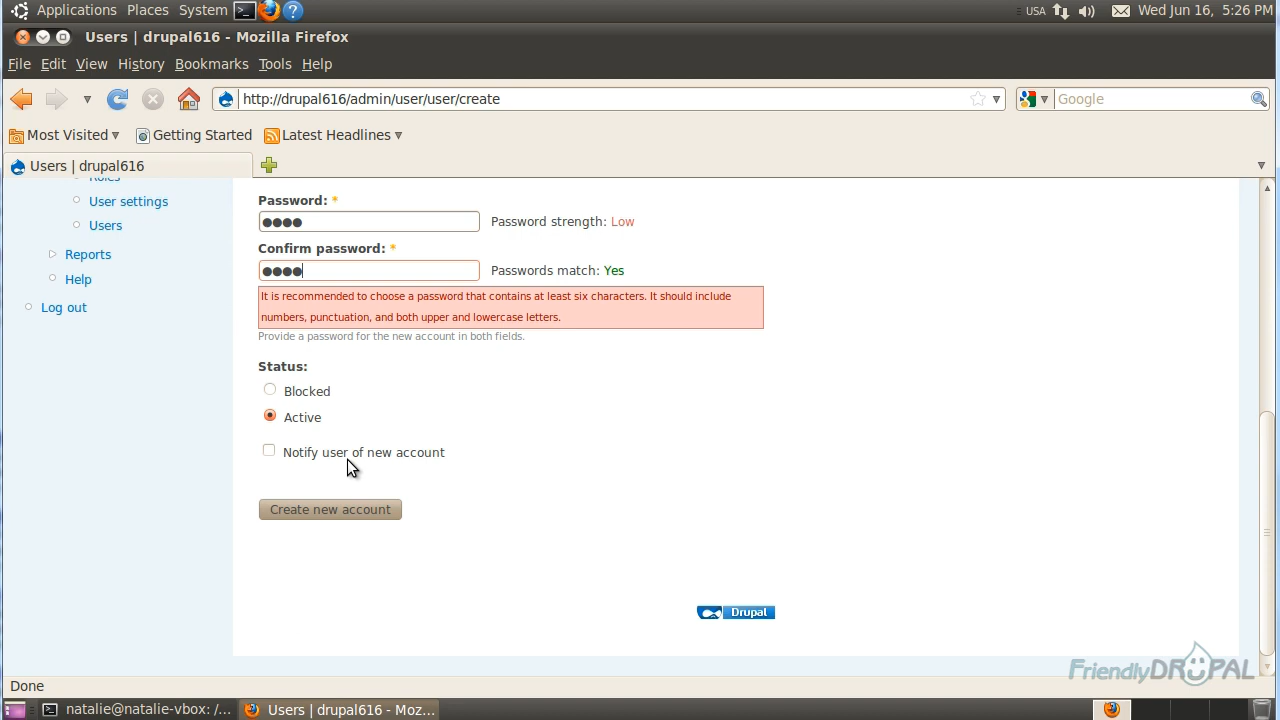 Applications Places System USA Wed Jun 16, 5:26 PM
Users | drupal616 - Mozilla Firefox
File Edit View History Bookmarks Tools Help
http://drupal616/admin/user/user/create Google
Most Visited Getting Started Latest Headlines
Users | drupal616
Roles
User settings
Users
Reports
Help
Log out
Password: *
●●●● Password strength: Low
Confirm password: *
●●●● Passwords match: Yes
It is recommended to choose a password that contains at least six characters. It should include
numbers, punctuation, and both upper and lowercase letters.
Provide a password for the new account in both fields.
Status:
Blocked
Active
Notify user of new account
Create new account
Drupal
FriendlyDRUPAL
Done
natalie@natalie-vbox: /... Users | drupal616 - Moz...